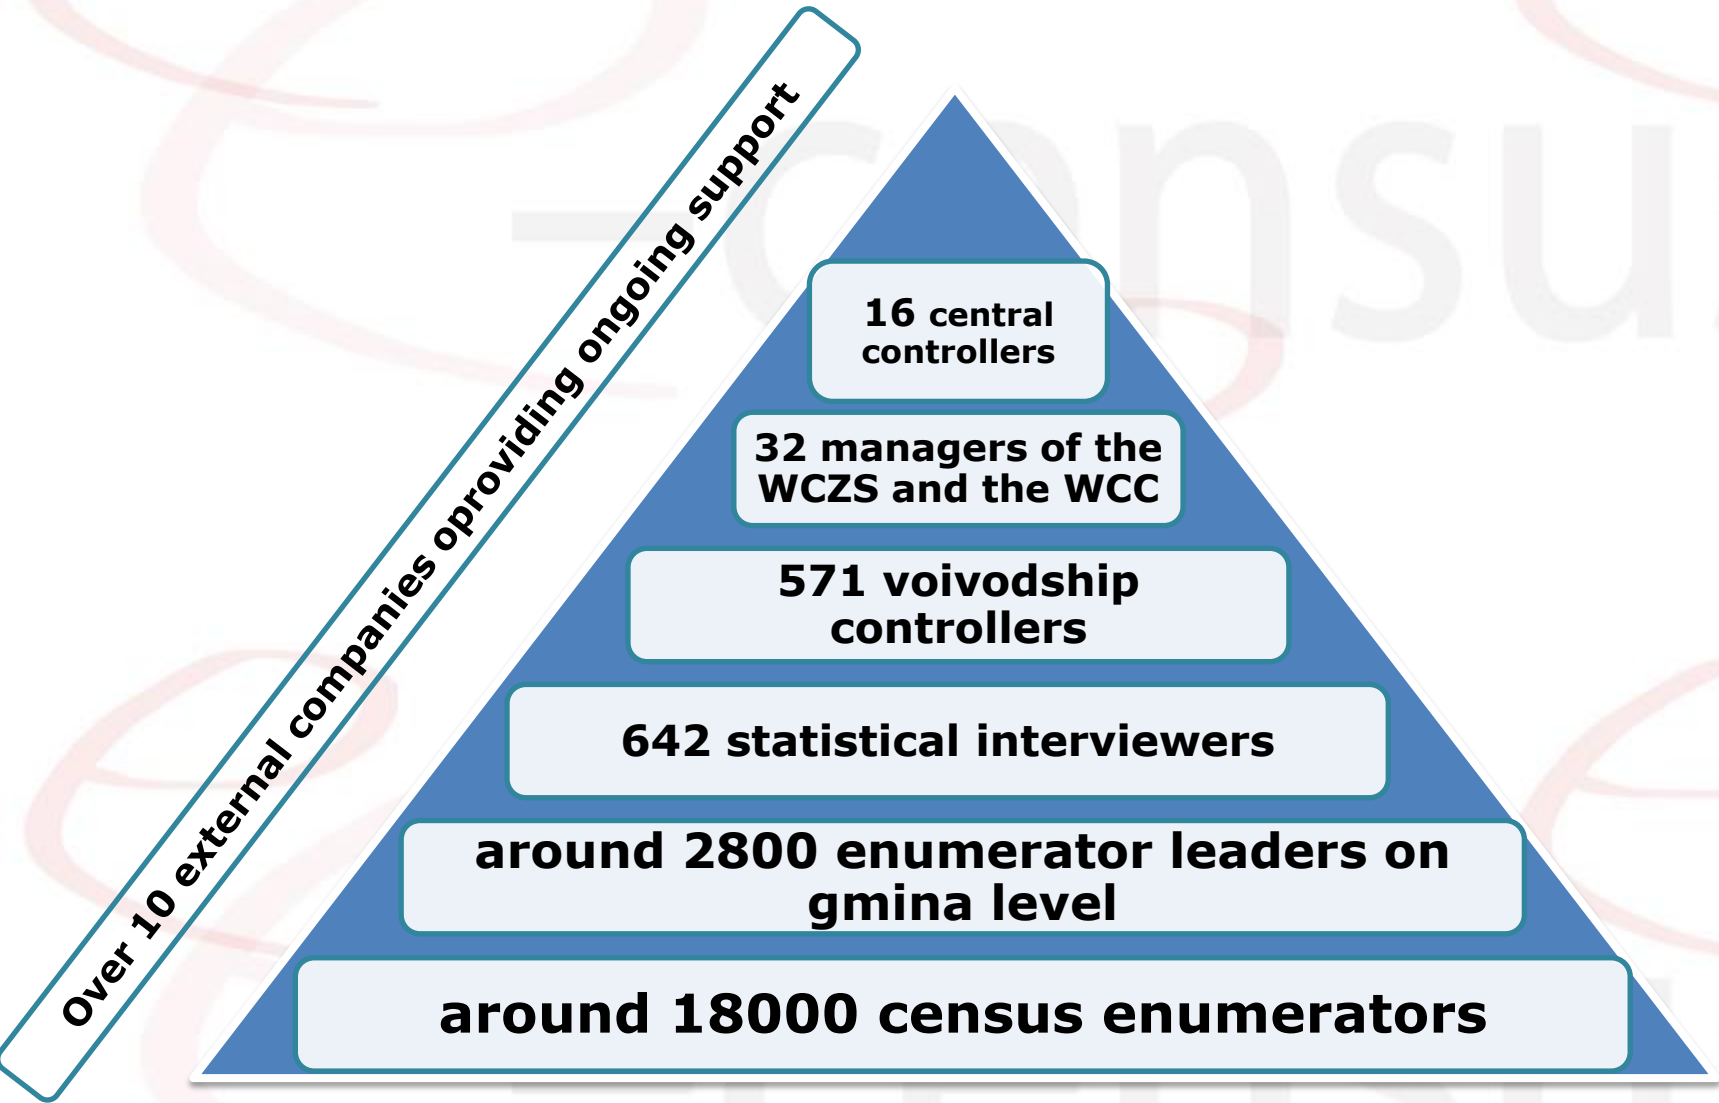 Over 10 external companies oproviding ongoing support
16 central
controllers
32 managers of the
WCZS and the WCC
571 voivodship
controllers
642 statistical interviewers
around 2800 enumerator leaders on
gmina level
around 18000 census enumerators